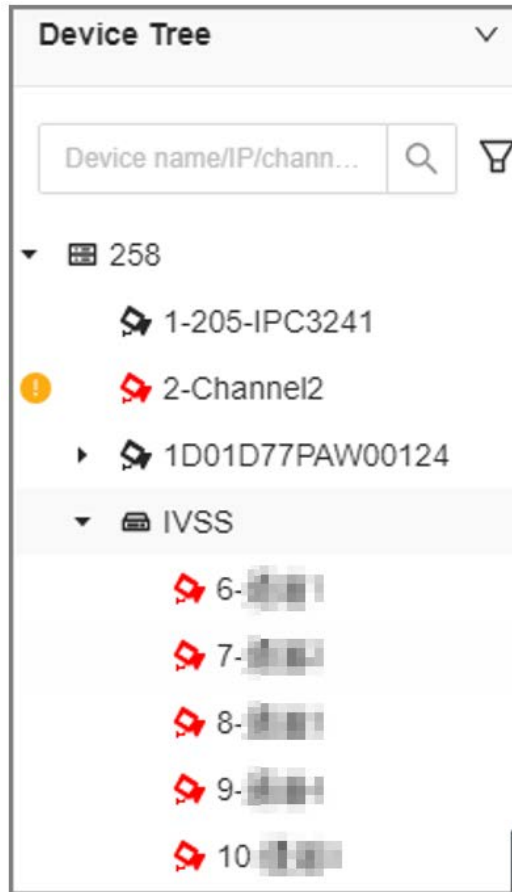 Device Tree
Device name/IP/chann...
258
1-205-IPC3241
2-Channel2
1D01D77PAW00124
IVSS
6-
7-
8-
9-
10